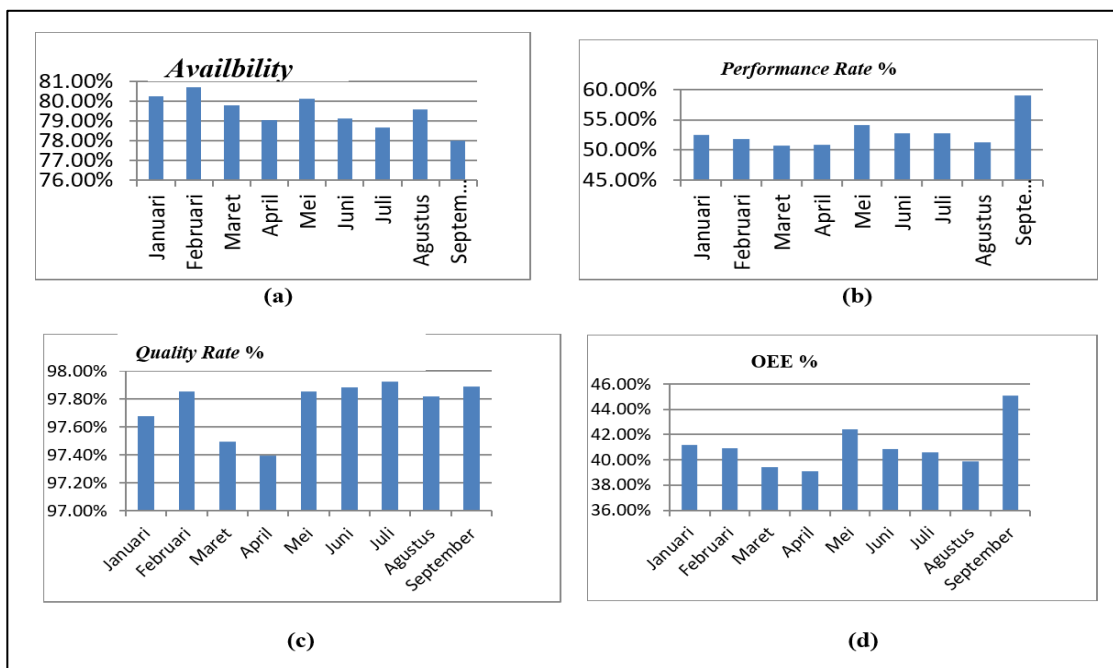 Availbility
81.00%
80.00%
79.00%
78.00%
77.00%
76.00%
Januari
Februari
Maret
April
Mei
Juni
Juli
Agustus
Septem...
(a)
Performance Rate %
60.00%
55.00%
50.00%
45.00%
Januari
Februari
Maret
April
Mei
Juni
Juli
Agustus
Septe...
(b)
Quality Rate %
98.00%
97.80%
97.60%
97.40%
97.20%
97.00%
Januari
Februari
Maret
April
Mei
Juni
Juli
Agustus
September
(c)
OEE %
46.00%
44.00%
42.00%
40.00%
38.00%
36.00%
Januari
Februari
Maret
April
Mei
Juni
Juli
Agustus
September
(d)